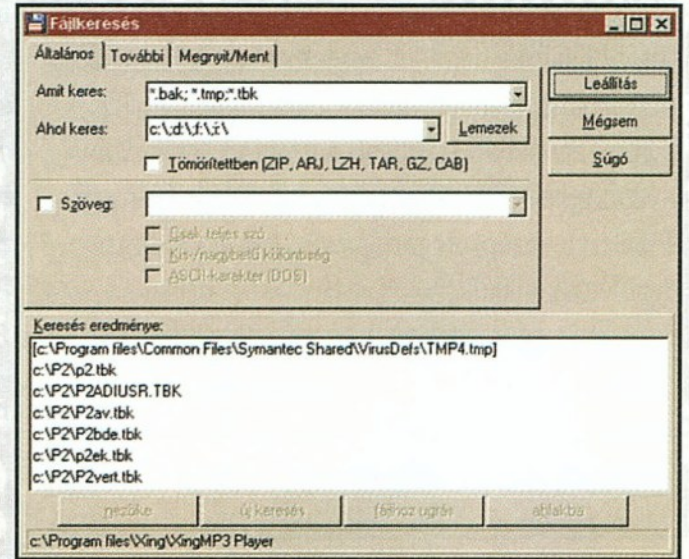 Fájlkeresés
Általános További Megnyit/Ment
Amit keres: *.bak; *.tmp;*.tbk
Leállítás
Ahol keres:
Lemezek
Mégsem
Tömörítettben (ZIP, ARJ, LZH, TAR, GZ, CAB)
Súgó
Szöveg:
Csak teljes szó
Kis-/nagybetű különbség
ASCII-karakter (DOS)
Keresés eredménye:
[c:\Program files\Common Files\Symantec Shared\VirusDefs\TMP4.tmp]
c:\P2\p2.tbk
c:\P2\P2ADIUSR.TBK
c:\P2\P2av.tbk
c:\P2\P2bde.tbk
c:\P2\p2ek.tbk
c:\P2\P2vert.tbk
nézőke új keresés fájlhoz ugrás ablakba
c:\Program files\Xing\XingMP3 Player